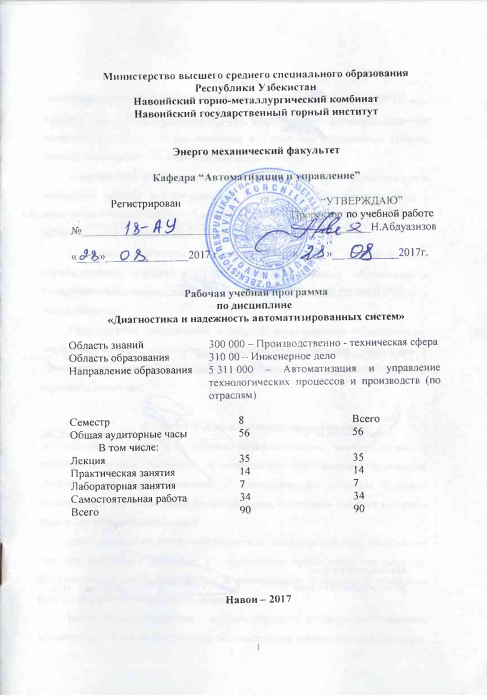 Министерство высшего среднего специального образования
Республики Узбекистан
Навоийский горно-металлургический комбинат
Навоийский государственный горный институт
Энерго механический факультет
Кафедра “Автоматизация и управление”
Регистрирован
№ 18-АУ
«28» 08 2017
“УТВЕРЖДАЮ”
Проректор по учебной работе
Н.Абдуазизов
«28» 08 2017г.
Рабочая учебная программа
по дисциплине
«Диагностика и надежность автоматизированных систем»
Область знаний 300 000 – Производственно - техническая сфера
Область образования 310 00 – Инженерное дело
Направление образования 5 311 000 – Автоматизация и управление
технологических процессов и производств (по
отраслям)
Семестр 8 Всего
Общая аудиторные часы 56 56
В том числе:
Лекция 35 35
Практическая занятия 14 14
Лабораторная занятия 7 7
Самостоятельная работа 34 34
Всего 90 90
Навои – 2017
1